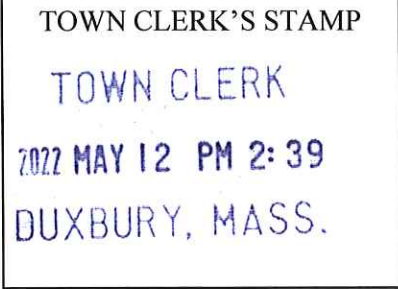 TOWN CLERK'S STAMP
TOWN CLERK
2022 MAY 12 PM 2:39
DUXBURY, MASS.